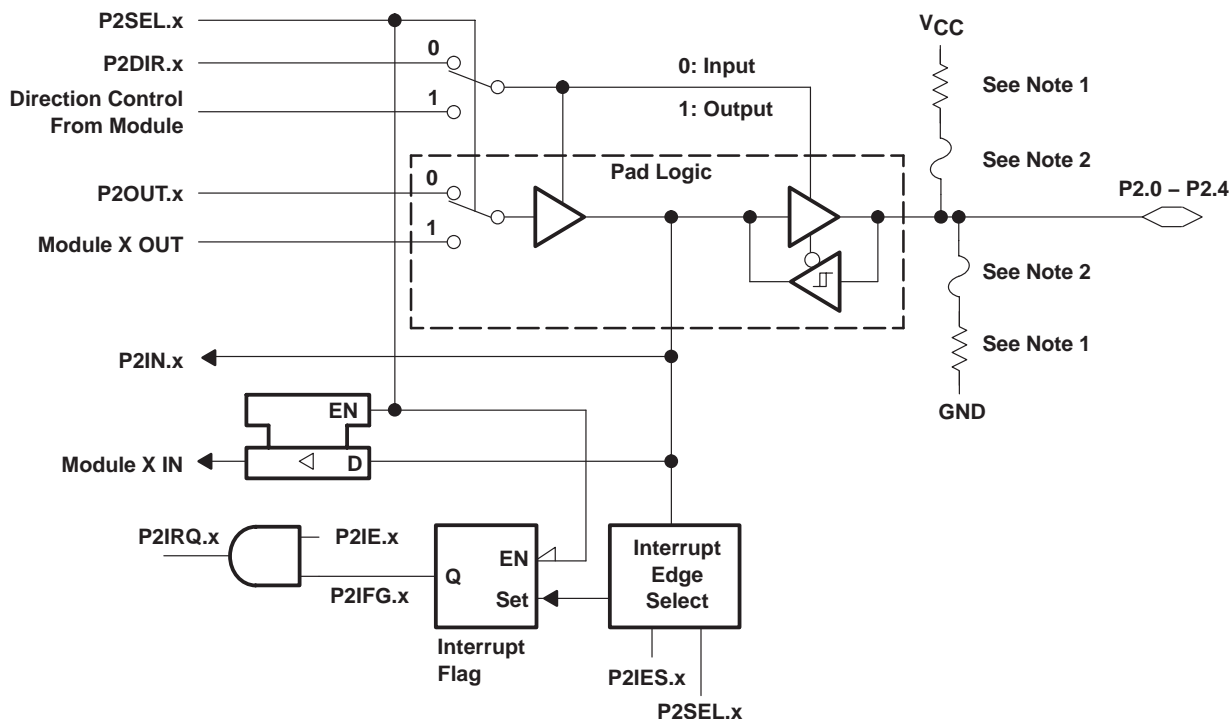 P2SEL.x
VCC
0
P2DIR.x
0: Input
See Note 1
Direction Control
From Module
1
1: Output
Pad Logic
See Note 2
P2OUT.x
0
P2.0 – P2.4
Module X OUT
1
See Note 2
See Note 1
P2IN.x
GND
EN
Module X IN
D
P2IRQ.x
P2IE.x
P2IFG.x
Q
EN
Set
Interrupt
Edge
Select
Interrupt
Flag
P2IES.x
P2SEL.x